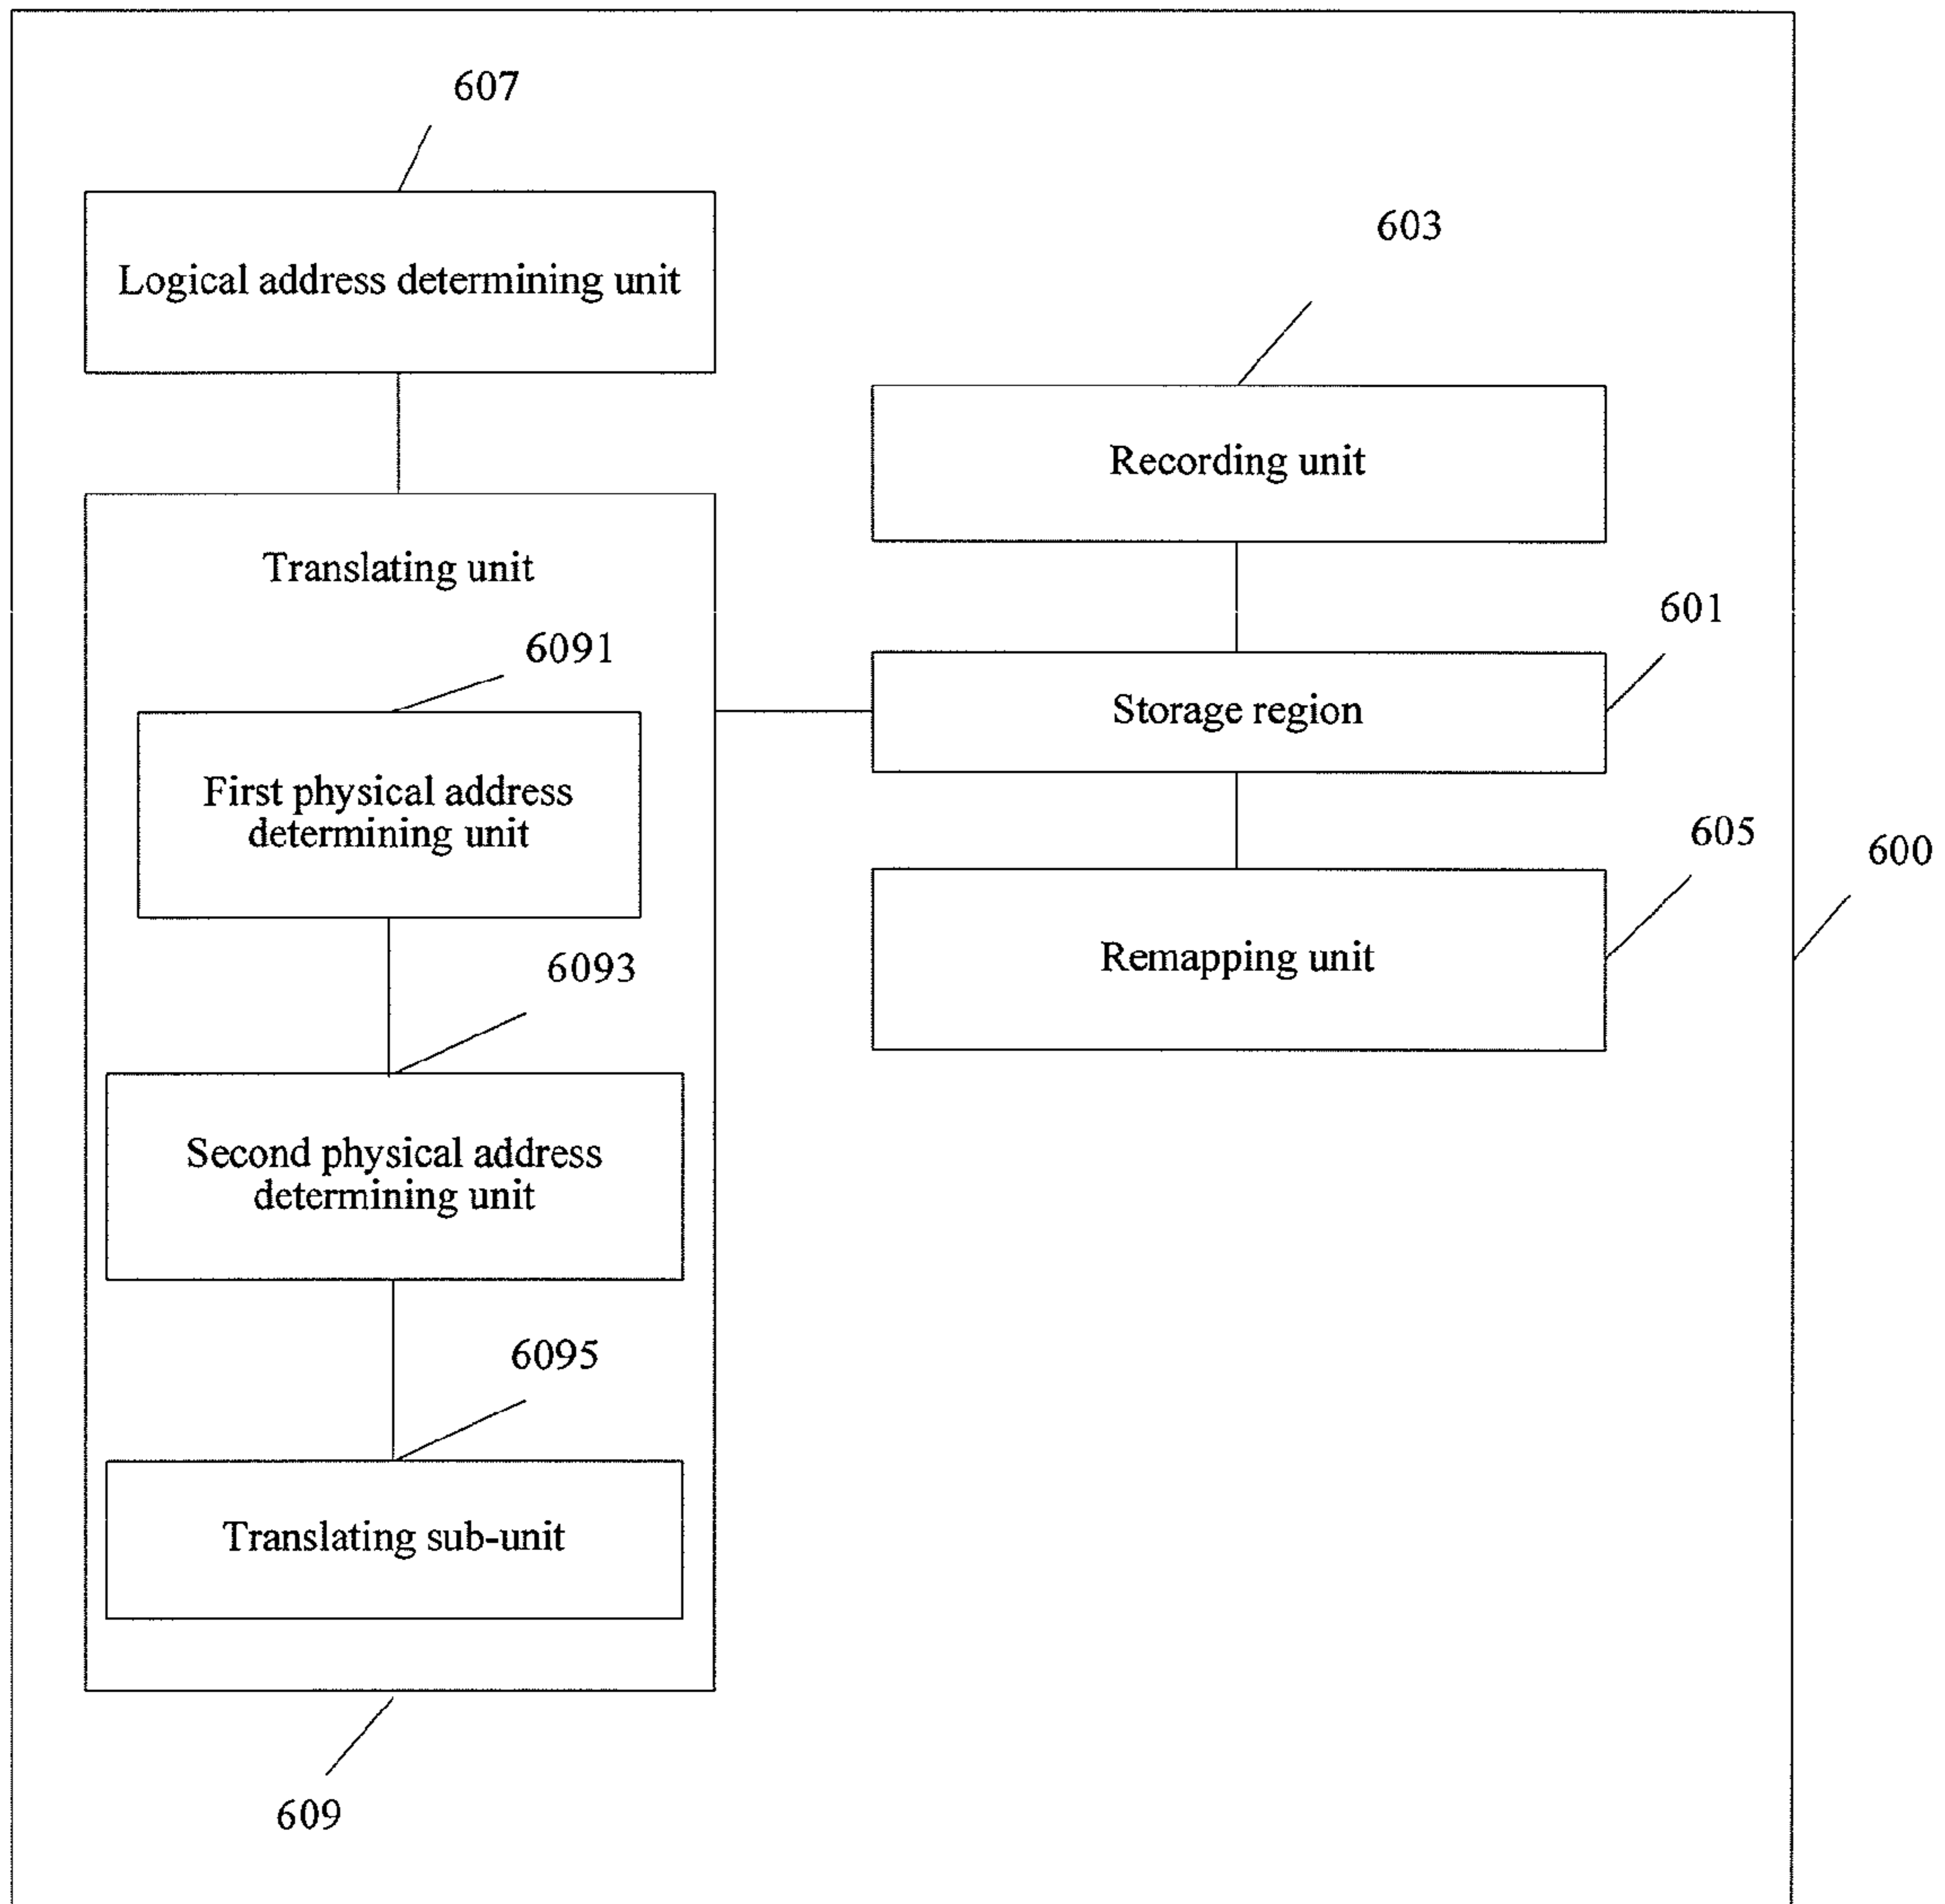 607
Logical address determining unit
603
Recording unit
Translating unit
601
6091
Storage region
First physical address
determining unit
605
600
Remapping unit
6093
Second physical address
determining unit
6095
Translating sub-unit
609